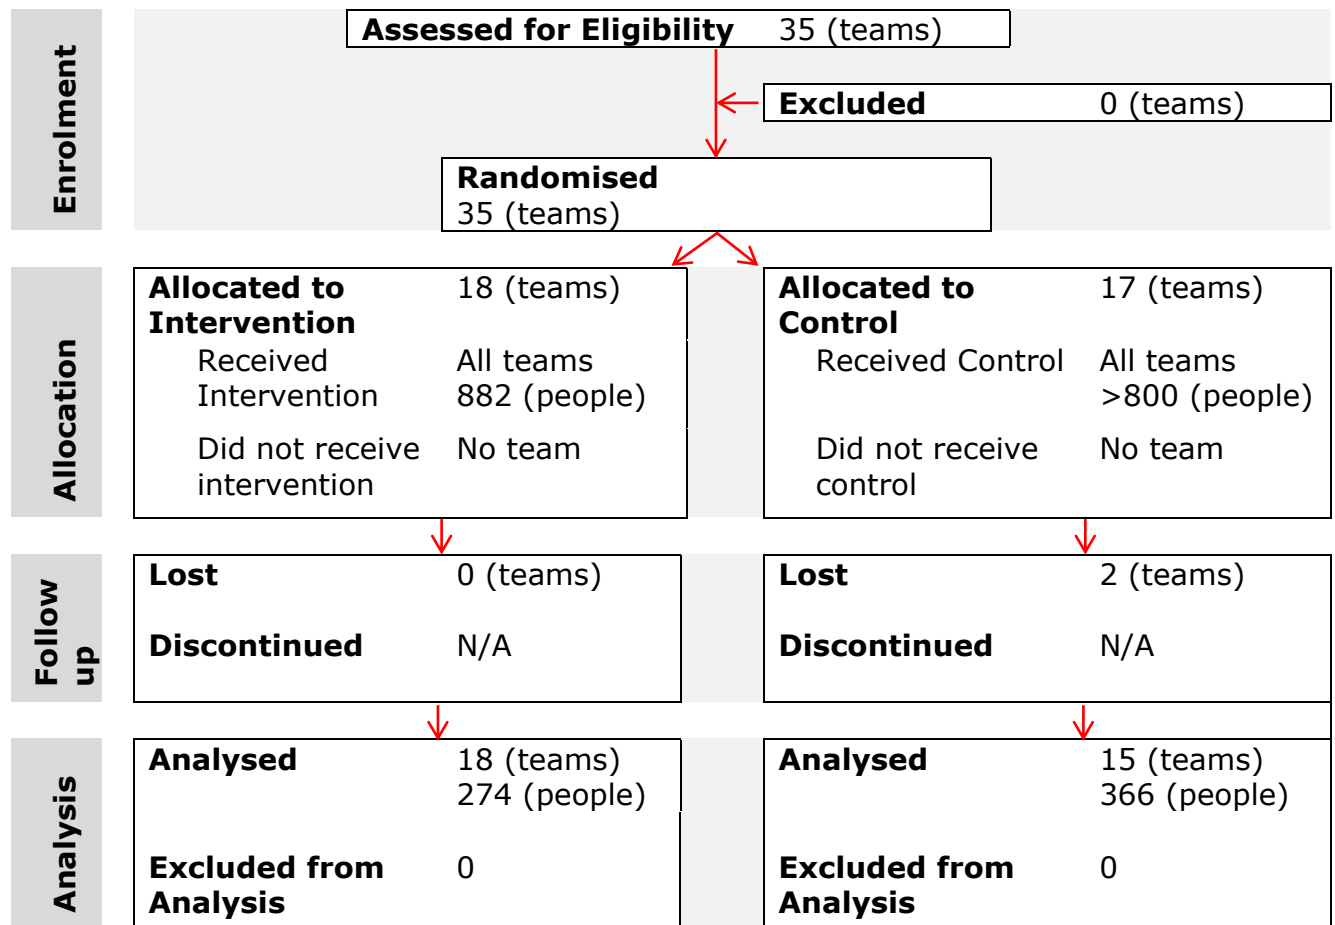 Enrolment
Assessed for Eligibility 35 (teams)
Excluded 0 (teams)
Randomised
35 (teams)
Allocation
Allocated to 18 (teams)
Intervention
Received All teams
Intervention 882 (people)
Did not receive No team
intervention
Allocated to 17 (teams)
Control
Received Control All teams
>800 (people)
Did not receive No team
control
Follow
up
Lost 0 (teams)
Discontinued N/A
Lost 2 (teams)
Discontinued N/A
Analysis
Analysed 18 (teams)
274 (people)
Excluded from 0
Analysis
Analysed 15 (teams)
366 (people)
Excluded from 0
Analysis